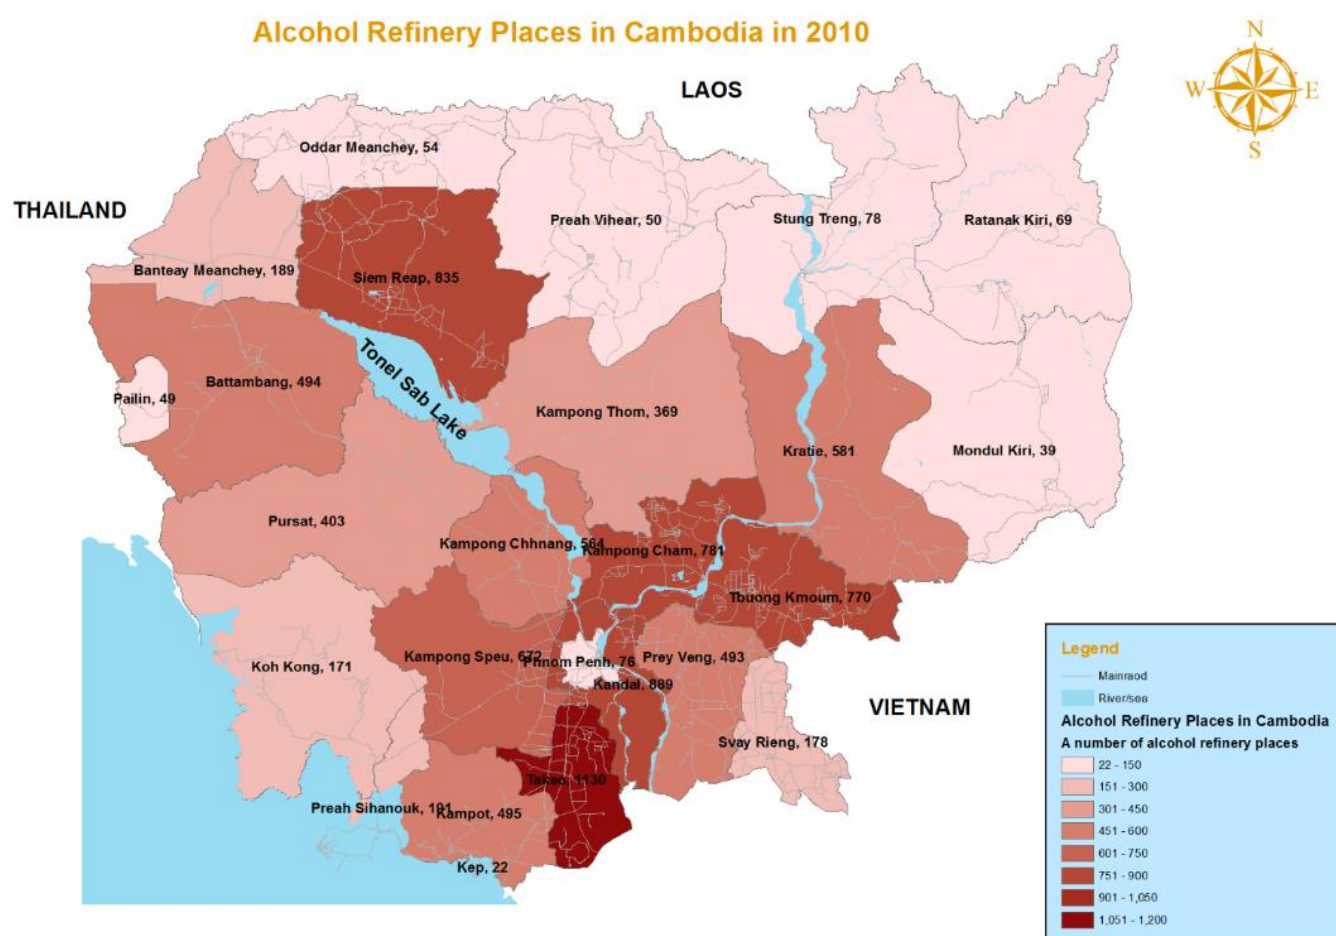 Alcohol Refinery Places in Cambodia in 2010
N
W
E
S
LAOS
THAILAND
VIETNAM
Oddar Meanchey, 54
Preah Vihear, 50
Stung Treng, 78
Ratanak Kiri, 69
Banteay Meanchey, 189
Siem Reap, 835
Tonel Sab Lake
Battambang, 494
Pailin, 49
Kampong Thom, 369
Kratie, 581
Mondul Kiri, 39
Pursat, 403
Kampong Chhnang, 564
Kampong Cham, 781
Tbuong Kmoum, 770
Koh Kong, 171
Kampong Speu, 672
Phnom Penh, 76
Prey Veng, 493
Kandal, 889
Svay Rieng, 178
Takeo, 1130
Preah Sihanouk, 191
Kampot, 495
Kep, 22
Legend
Mainraod
River/sea
Alcohol Refinery Places in Cambodia
A number of alcohol refinery places
22 - 150
151 - 300
301 - 450
451 - 600
601 - 750
751 - 900
901 - 1,050
1,051 - 1,200